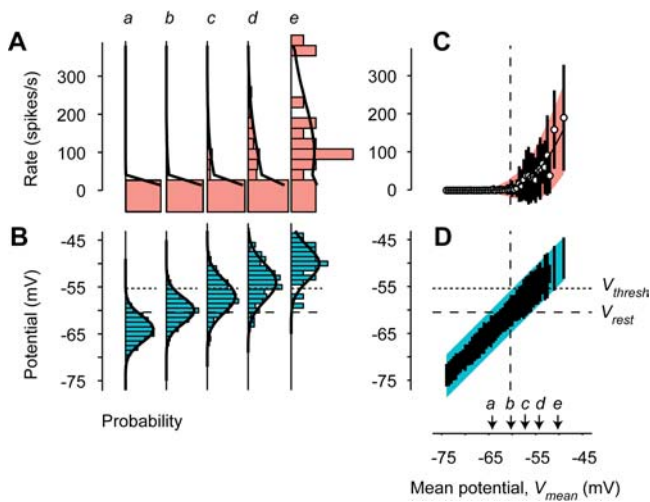 a b c d e
A
C
Rate (spikes/s)
300
200
100
0
300
200
100
0
B
D
Potential (mV)
-45
-55
-65
-75
-45
-55
-65
-75
V_thresh
V_rest
Probability
a b c d e
-75 -65 -55 -45
Mean potential, V_mean (mV)